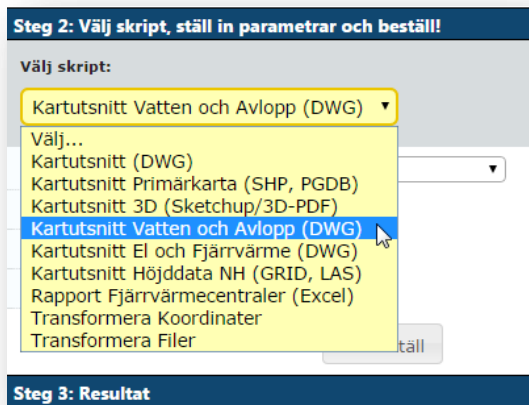 Steg 2: Välj skript, ställ in parametrar och beställ!
Välj skript:
Kartutsnitt Vatten och Avlopp (DWG)
Välj...
Kartutsnitt (DWG)
Kartutsnitt Primärkarta (SHP, PGDB)
Kartutsnitt 3D (Sketchup/3D-PDF)
Kartutsnitt Vatten och Avlopp (DWG)
Kartutsnitt El och Fjärrvärme (DWG)
Kartutsnitt Höjddata NH (GRID, LAS)
Rapport Fjärrvärmecentraler (Excel)
Transformera Koordinater
Transformera Filer
täll
Steg 3: Resultat